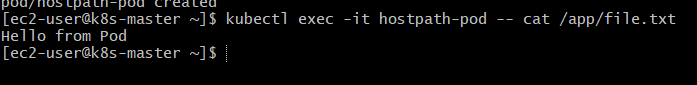 pod/hostpath-pod created
[ec2-user@k8s-master ~]$ kubectl exec -it hostpath-pod -- cat /app/file.txt
Hello from Pod
[ec2-user@k8s-master ~]$